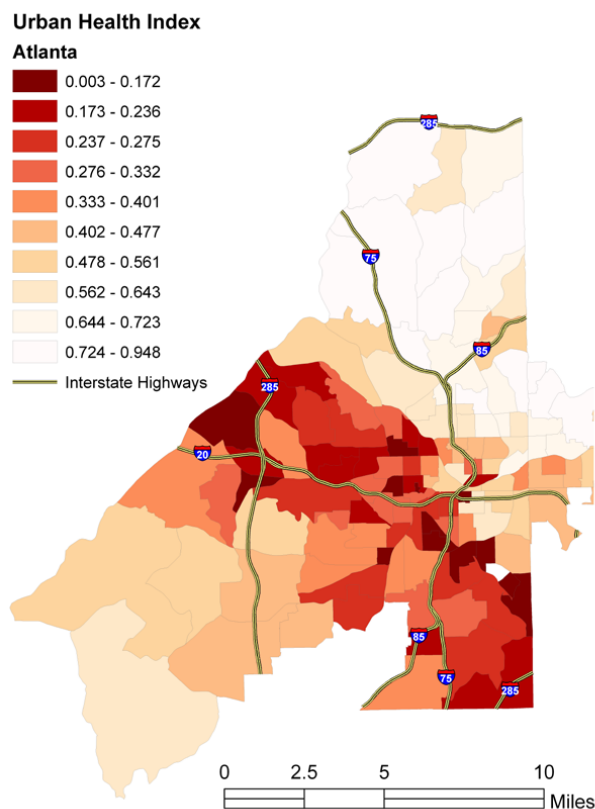 Urban Health Index
Atlanta
0.003 - 0.172
0.173 - 0.236
0.237 - 0.275
0.276 - 0.332
0.333 - 0.401
0.402 - 0.477
0.478 - 0.561
0.562 - 0.643
0.644 - 0.723
0.724 - 0.948
Interstate Highways
285
75
85
285
20
85
75
285
0 2.5 5 10
Miles